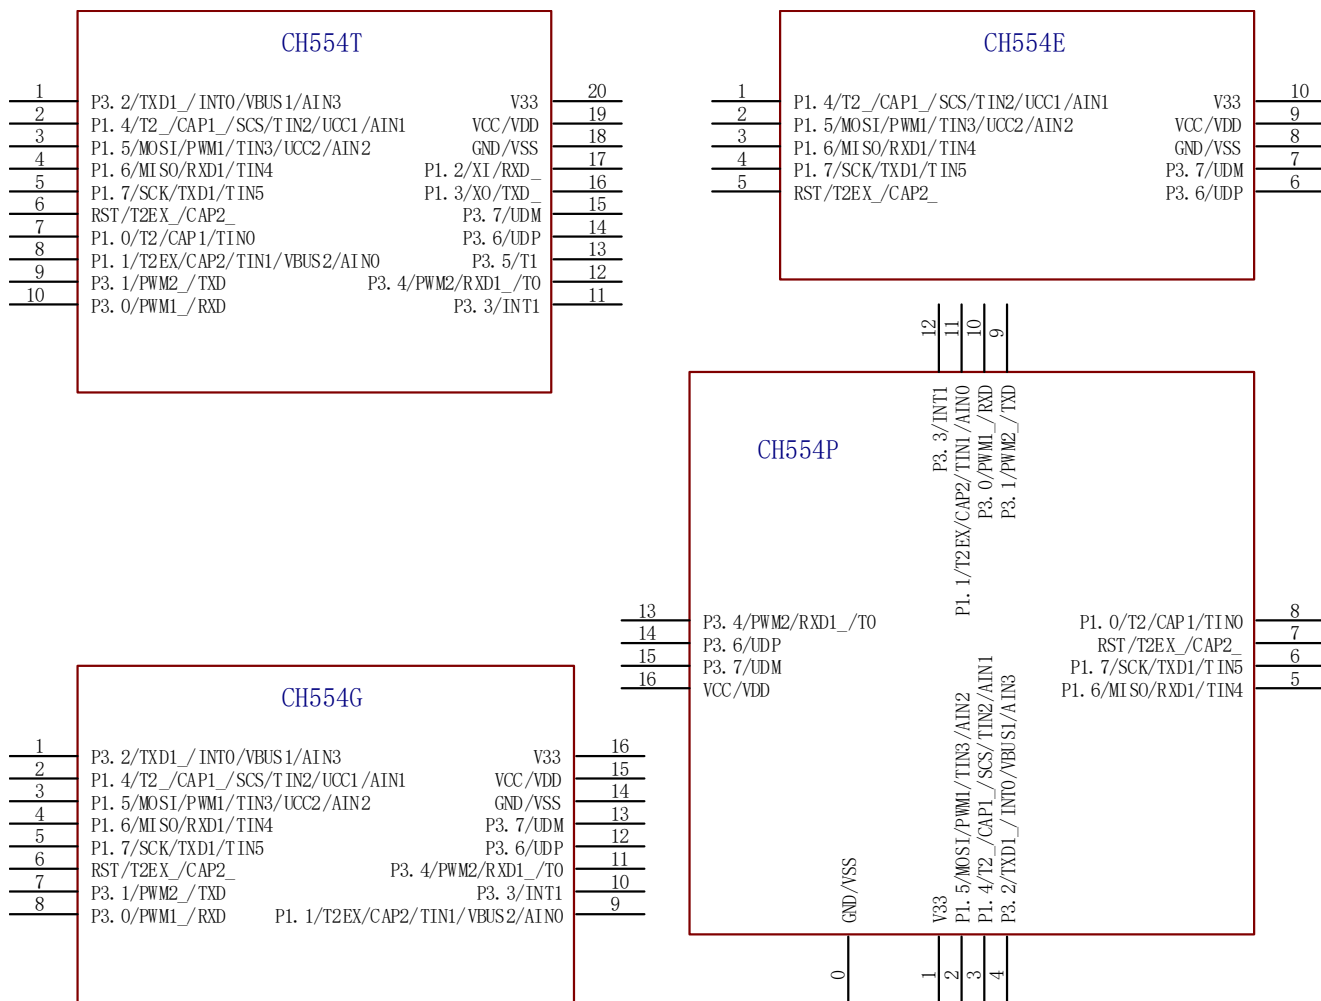 CH554T
1 P3.2/TXD1_/INT0/VBUS1/AIN3 V33 20
2 P1.4/T2_/CAP1_/SCS/TIN2/UCC1/AIN1 VCC/VDD 19
3 P1.5/MOSI/PWM1/TIN3/UCC2/AIN2 GND/VSS 18
4 P1.6/MISO/RXD1/TIN4 P1.2/XI/RXD_ 17
5 P1.7/SCK/TXD1/TIN5 P1.3/XO/TXD_ 16
6 RST/T2EX_/CAP2_ P3.7/UDM 15
7 P1.0/T2/CAP1/TIN0 P3.6/UDP 14
8 P1.1/T2EX/CAP2/TIN1/VBUS2/AIN0 P3.5/T1 13
9 P3.1/PWM2_/TXD P3.4/PWM2/RXD1_/T0 12
10 P3.0/PWM1_/RXD P3.3/INT1 11
CH554E
1 P1.4/T2_/CAP1_/SCS/TIN2/UCC1/AIN1 V33 10
2 P1.5/MOSI/PWM1/TIN3/UCC2/AIN2 VCC/VDD 9
3 P1.6/MISO/RXD1/TIN4 GND/VSS 8
4 P1.7/SCK/TXD1/TIN5 P3.7/UDM 7
5 RST/T2EX_/CAP2_ P3.6/UDP 6
CH554P
12 P3.3/INT1
11 P1.1/T2EX/CAP2/TIN1/AIN0
10 P3.0/PWM1_/RXD
9 P3.1/PWM2_/TXD
13 P3.4/PWM2/RXD1_/T0 P1.0/T2/CAP1/TIN0 8
14 P3.6/UDP RST/T2EX_/CAP2_ 7
15 P3.7/UDM P1.7/SCK/TXD1/TIN5 6
16 VCC/VDD P1.6/MISO/RXD1/TIN4 5
0 GND/VSS
1 V33
2 P1.5/MOSI/PWM1/TIN3/AIN2
3 P1.4/T2_/CAP1_/SCS/TIN2/AIN1
4 P3.2/TXD1_/INT0/VBUS1/AIN3
CH554G
1 P3.2/TXD1_/INT0/VBUS1/AIN3 V33 16
2 P1.4/T2_/CAP1_/SCS/TIN2/UCC1/AIN1 VCC/VDD 15
3 P1.5/MOSI/PWM1/TIN3/UCC2/AIN2 GND/VSS 14
4 P1.6/MISO/RXD1/TIN4 P3.7/UDM 13
5 P1.7/SCK/TXD1/TIN5 P3.6/UDP 12
6 RST/T2EX_/CAP2_ P3.4/PWM2/RXD1_/T0 11
7 P3.1/PWM2_/TXD P3.3/INT1 10
8 P3.0/PWM1_/RXD P1.1/T2EX/CAP2/TIN1/VBUS2/AIN0 9